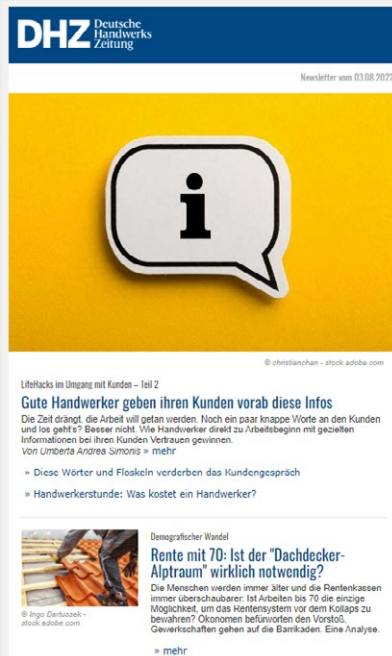 DHZ Deutsche
Handwerks
Zeitung
Newsletter vom 03.08.202
i
© christianchan - stock.adobe.com
LifeHacks im Umgang mit Kunden – Teil 2
Gute Handwerker geben ihren Kunden vorab diese Infos
Die Zeit drängt, die Arbeit will getan werden. Noch ein paar knappe Worte an den Kunden
und los geht's? Besser nicht. Wie Handwerker direkt zu Arbeitsbeginn mit gezielten
Informationen bei ihren Kunden Vertrauen gewinnen.
Von Umberta Andrea Simonis » mehr
» Diese Wörter und Floskeln verderben das Kundengespräch
» Handwerkerstunde: Was kostet ein Handwerker?
© Ingo Bartussek -
stock.adobe.com
Demografischer Wandel
Rente mit 70: Ist der "Dachdecker-
Alptraum" wirklich notwendig?
Die Menschen werden immer älter und die Rentenkassen
immer überschaubarer: Ist Arbeiten bis 70 die einzige
Möglichkeit, um das Rentensystem vor dem Kollaps zu
bewahren? Ökonomen befürworten den Vorstoß,
Gewerkschaften gehen auf die Barrikaden. Eine Analyse.
» mehr